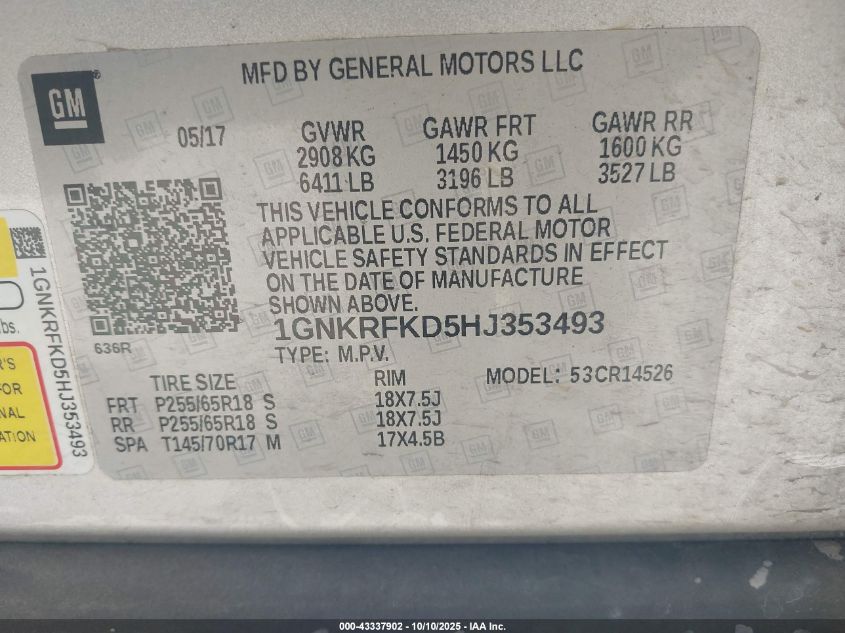 MFD BY GENERAL MOTORS LLC
GM
05/17
GVWR GAWR FRT GAWR RR
2908 KG 1450 KG 1600 KG
6411 LB 3196 LB 3527 LB
THIS VEHICLE CONFORMS TO ALL
APPLICABLE U.S. FEDERAL MOTOR
VEHICLE SAFETY STANDARDS IN EFFECT
ON THE DATE OF MANUFACTURE
SHOWN ABOVE.
1GNKRFKD5HJ353493
636R
TYPE: M.P.V.
TIRE SIZE RIM MODEL: 53CR14526
FRT P255/65R18 S 18X7.5J
RR P255/65R18 S 18X7.5J
SPA T145/70R17 M 17X4.5B
1GNKRFKD5HJ353493
lbs.
R'S
FOR
NAL
ATION
000-43337902 - 10/10/2025 - IAA Inc.